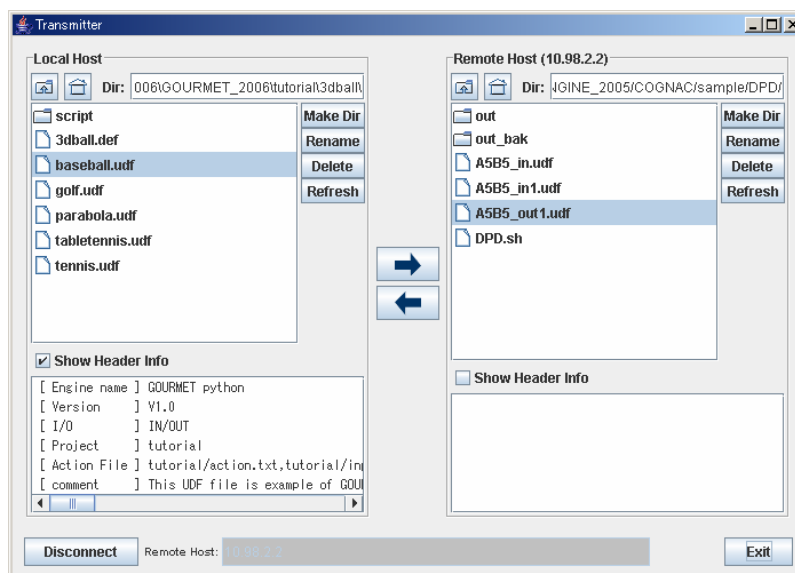 Transmitter
Local Host
Dir: 006\GOURMET_2006\tutorial\3dball\
script
3dball.def
baseball.udf
golf.udf
parabola.udf
tabletennis.udf
tennis.udf
Make Dir
Rename
Delete
Refresh
Show Header Info
[ Engine name ] GOURMET python
[ Version ] V1.0
[ I/O ] IN/OUT
[ Project ] tutorial
[ Action File ] tutorial/action.txt,tutorial/in
[ comment ] This UDF file is example of GOU
Remote Host (10.98.2.2)
Dir: NGINE_2005/COGNAC/sample/DPD/
out
out_bak
A5B5_in.udf
A5B5_in1.udf
A5B5_out1.udf
DPD.sh
Make Dir
Rename
Delete
Refresh
Show Header Info
Disconnect
Remote Host: 10.98.2.2
Exit